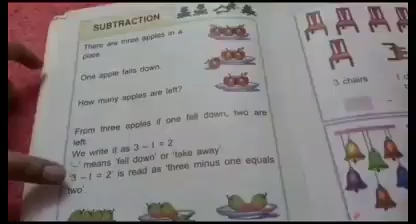 SUBTRACTION
There are three apples in a
plate.
One apple falls down.
How many apples are left?
From three apples if one fell down, two are
left.
We write it as 3 - 1 = 2
'-' means 'fell down' or 'take away'
'3 - 1 = 2' is read as 'three minus one equals
two'.
3 chairs